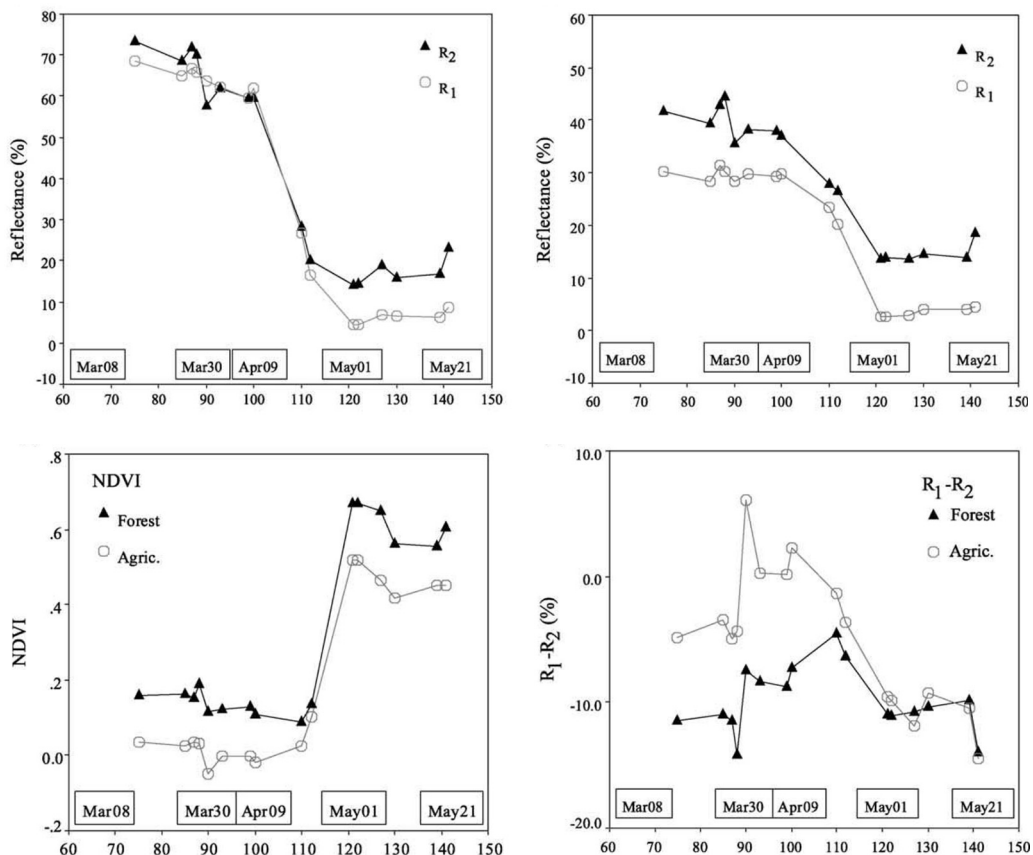 80
70
60
50
40
30
20
10
0
-10
Reflectance (%)
R2
R1
Mar08
Mar30
Apr09
May01
May21
60 70 80 90 100 110 120 130 140 150
60
50
40
30
20
10
0
-10
Reflectance (%)
R2
R1
Mar08
Mar30
Apr09
May01
May21
60 70 80 90 100 110 120 130 140 150
.8
.6
.4
.2
0.0
-.2
NDVI
NDVI
Forest
Agric.
Mar08
Mar30
Apr09
May01
May21
60 70 80 90 100 110 120 130 140 150
10.0
0.0
-10.0
-20.0
R1-R2 (%)
R1-R2
Forest
Agric.
Mar08
Mar30
Apr09
May01
May21
60 70 80 90 100 110 120 130 140 150